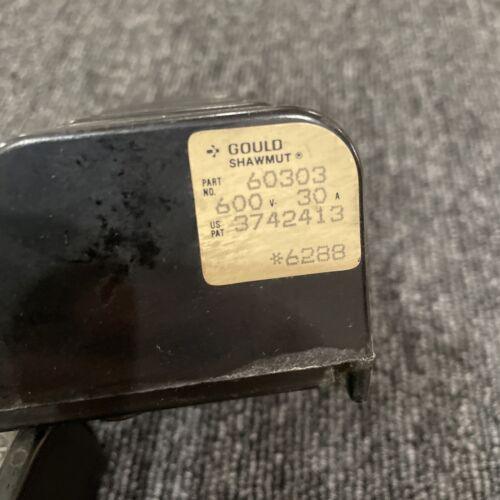 GOULD
SHAWMUT®
PART NO. 60303
600 V. 30 A
US PAT 3742413
*6288